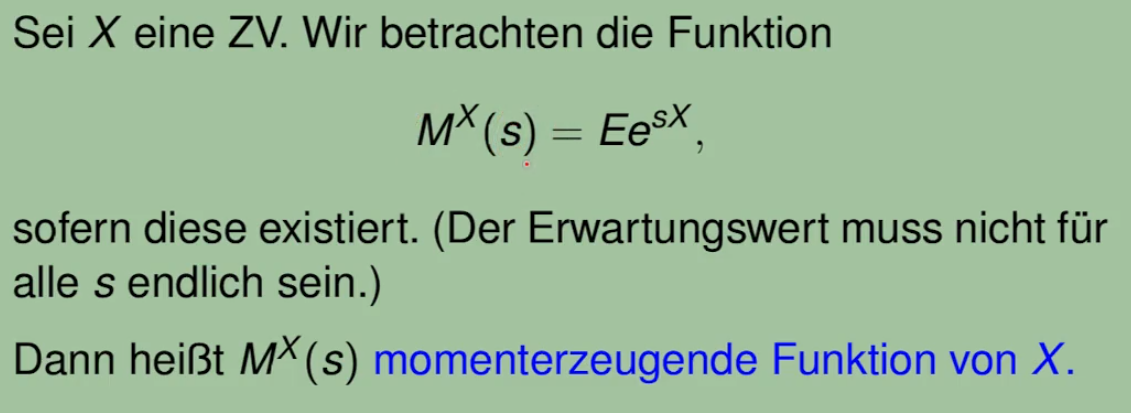 Sei X eine ZV. Wir betrachten die Funktion
M^X(s) = Ee^{sX},
sofern diese existiert. (Der Erwartungswert muss nicht für
alle s endlich sein.)
Dann heißt M^X(s) momenterzeugende Funktion von X.